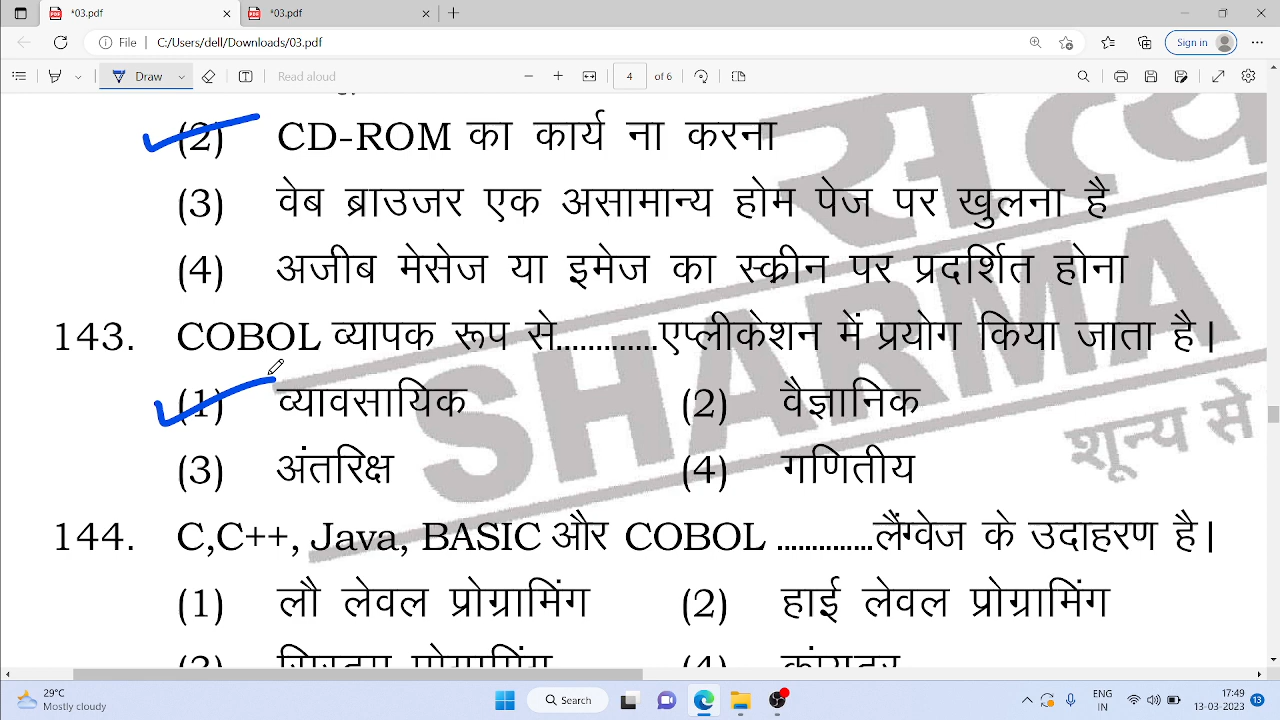 *03.pdf *03.pdf
File C:/Users/dell/Downloads/03.pdf Sign in
Draw Read aloud 4 of 6
(2) CD-ROM का कार्य ना करना
(3) वेब ब्राउजर एक असामान्य होम पेज पर खुलना है
(4) अजीब मेसेज या इमेज का स्क्रीन पर प्रदर्शित होना
143. COBOL व्यापक रूप से.............एप्लीकेशन में प्रयोग किया जाता है।
(1) व्यावसायिक (2) वैज्ञानिक
(3) अंतरिक्ष (4) गणितीय
144. C,C++, Java, BASIC और COBOL ..............लैंग्वेज के उदाहरण है।
(1) लौ लेवल प्रोग्रामिंग (2) हाई लेवल प्रोग्रामिंग
सत्य
SHARMA
शून्य से
29°C
Mostly cloudy
Search
ENG
IN
17:49
13-03-2023
13